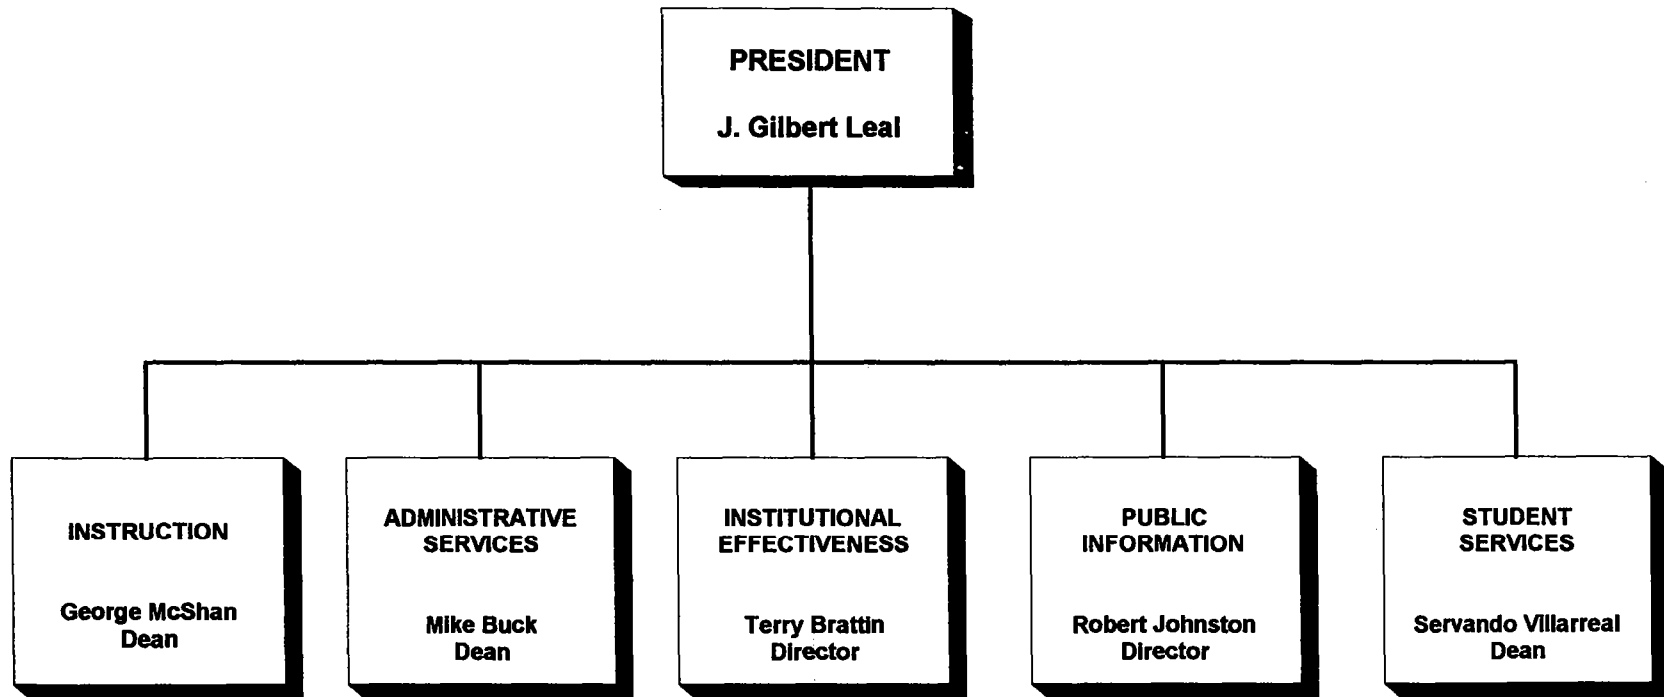 PRESIDENT
J. Gilbert Leal
INSTRUCTION
George McShan
Dean
ADMINISTRATIVE
SERVICES
Mike Buck
Dean
INSTITUTIONAL
EFFECTIVENESS
Terry Brattin
Director
PUBLIC
INFORMATION
Robert Johnston
Director
STUDENT
SERVICES
Servando Villarreal
Dean